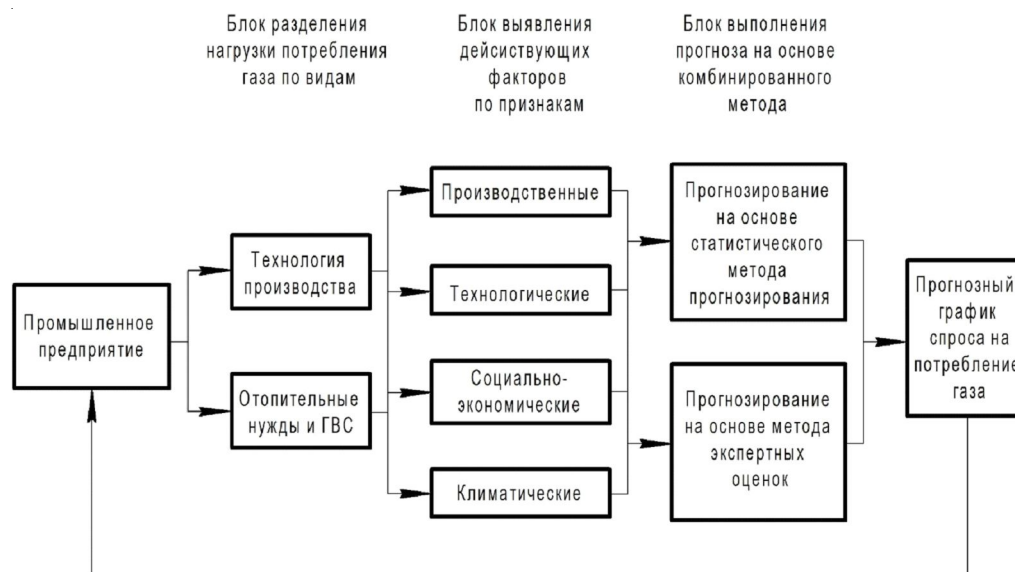 Блок разделения
нагрузки потребления
газа по видам
Блок выявления
дейсиствующих
факторов
по признакам
Блок выполнения
прогноза на основе
комбинированного
метода
Промышленное
предприятие
Технология
производства
Отопительные
нужды и ГВС
Производственные
Технологические
Социально-
экономические
Климатические
Прогнозирование
на основе
статистического
метода
прогнозирования
Прогнозирование
на основе метода
экспертных
оценок
Прогнозный
график
спроса на
потребление
газа